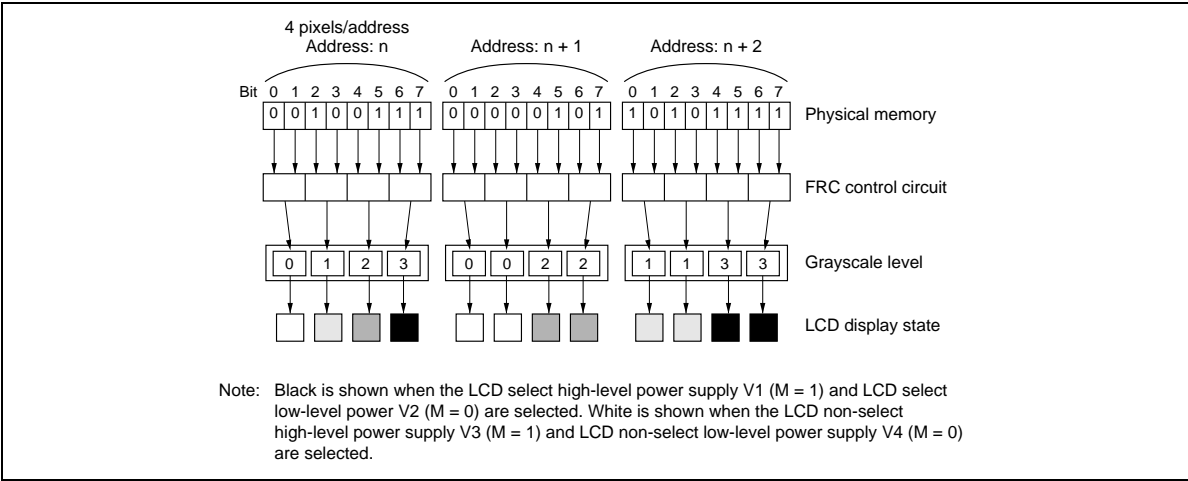 4 pixels/address
Address: n Address: n + 1 Address: n + 2
Bit 0 1 2 3 4 5 6 7 0 1 2 3 4 5 6 7 0 1 2 3 4 5 6 7
0 0 1 0 0 1 1 1 0 0 0 0 0 1 0 1 1 0 1 0 1 1 1 1 Physical memory
FRC control circuit
0 1 2 3 0 0 2 2 1 1 3 3 Grayscale level
LCD display state
Note: Black is shown when the LCD select high-level power supply V1 (M = 1) and LCD select
low-level power V2 (M = 0) are selected. White is shown when the LCD non-select
high-level power supply V3 (M = 1) and LCD non-select low-level power supply V4 (M = 0)
are selected.